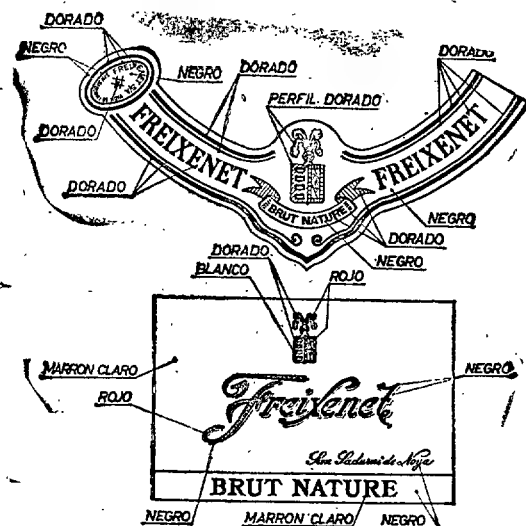 DORADO
NEGRO
NEGRO
DORADO
DORADO
PERFIL DORADO
DORADO
DORADO
FREIXENET
FREIXENET
BRUT NATURE
NEGRO
DORADO
NEGRO
DORADO
BLANCO
ROJO
MARRON CLARO
NEGRO
ROJO
Freixenet
San Sadurni de Noya
BRUT NATURE
NEGRO
MARRON CLARO
NEGRO